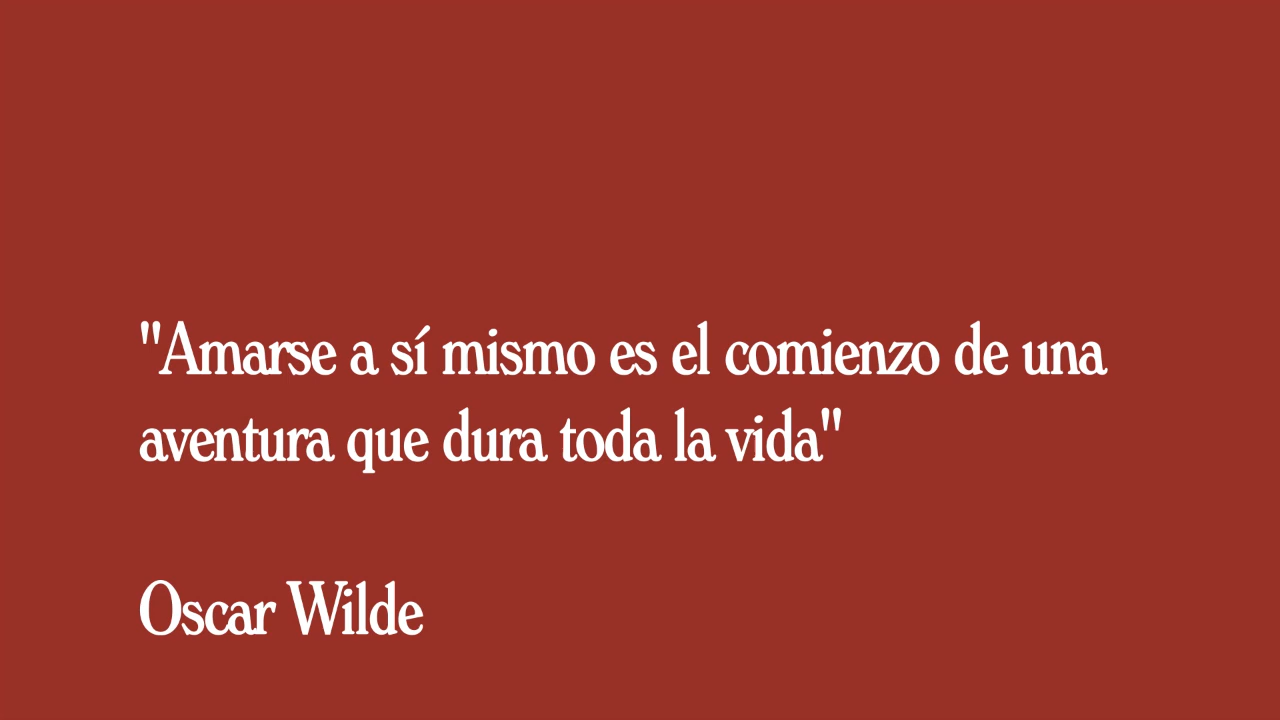 "Amarse a sí mismo es el comienzo de una
aventura que dura toda la vida"
Oscar Wilde